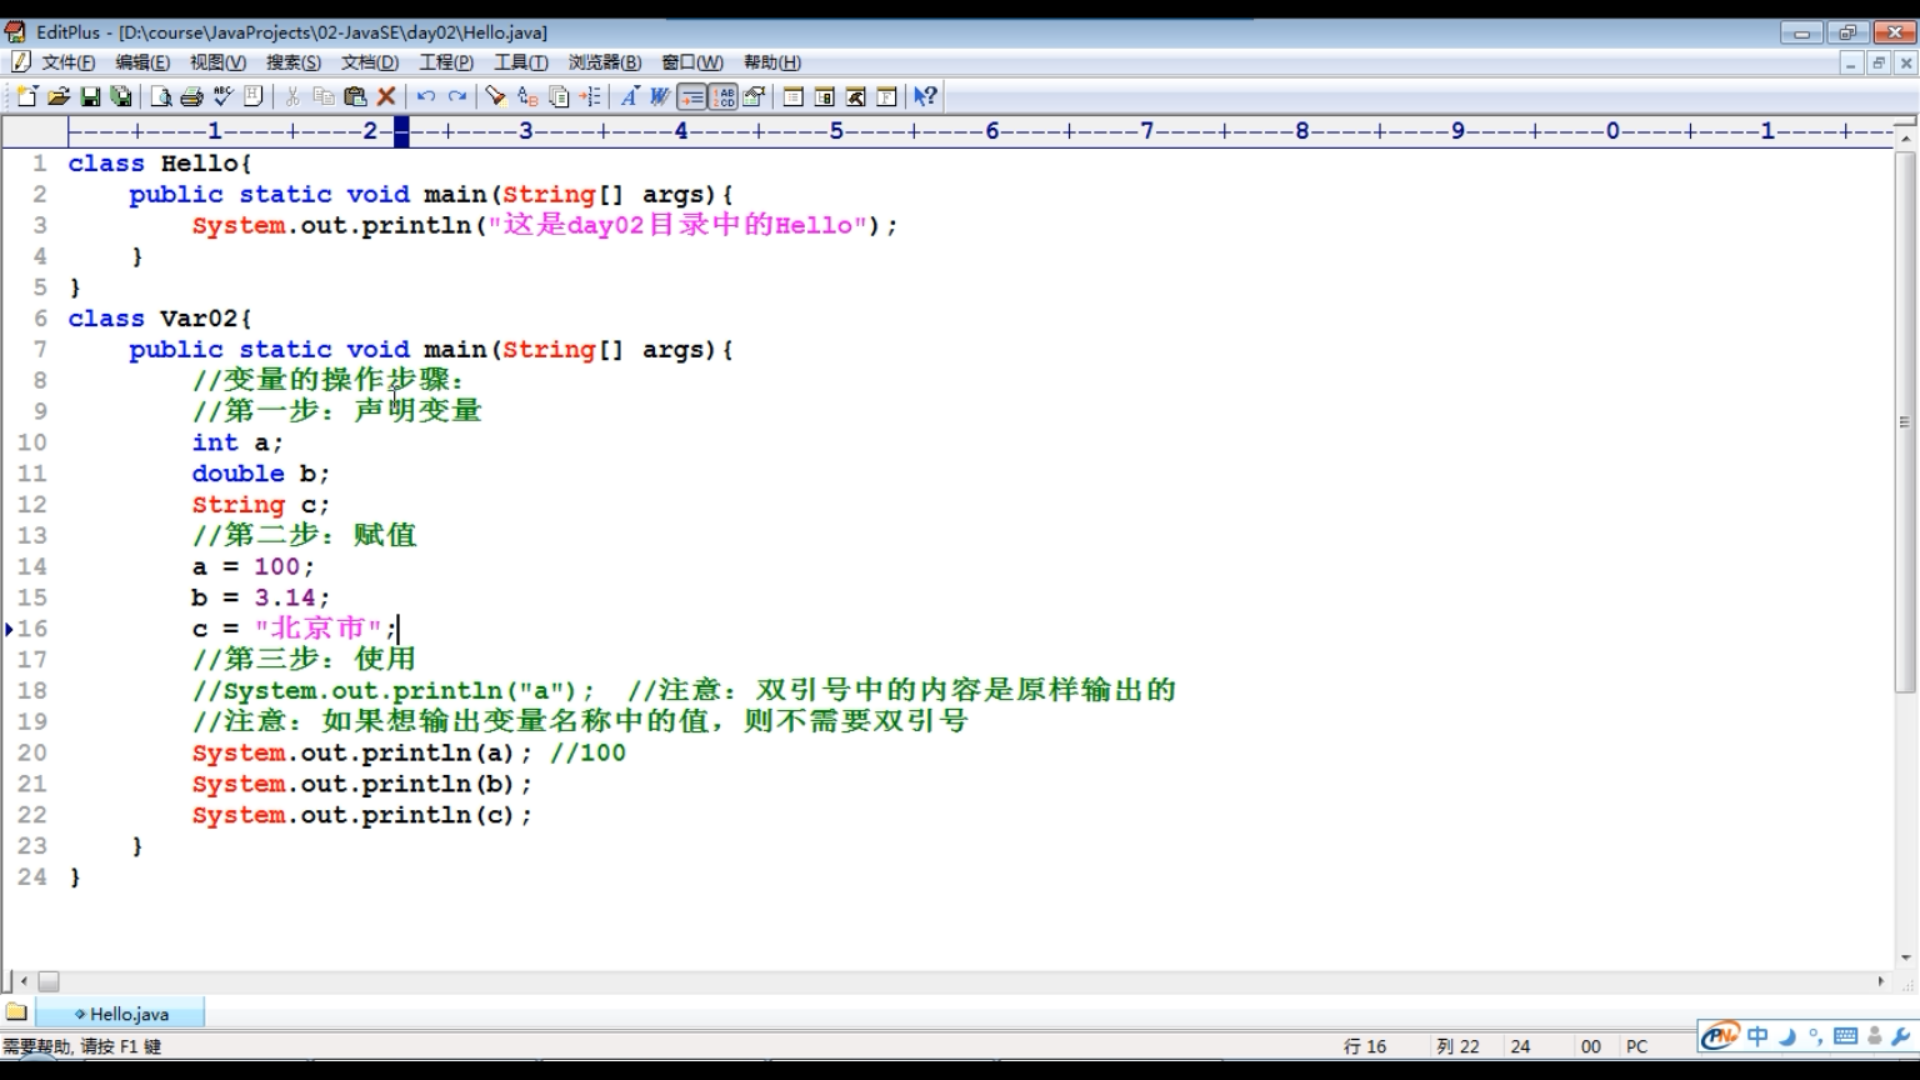 EditPlus - [D:\course\JavaProjects\02-JavaSE\day02\Hello.java]
文件(F) 编辑(E) 视图(V) 搜索(S) 文档(D) 工程(P) 工具(T) 浏览器(B) 窗口(W) 帮助(H)
----+----1----+----2----+----3----+----4----+----5----+----6----+----7----+----8----+----9----+----0----+----1----+---
1 class Hello{
2     public static void main(String[] args){
3         System.out.println("这是day02目录中的Hello");
4     }
5 }
6 class Var02{
7     public static void main(String[] args){
8         //变量的操作步骤：
9         //第一步：声明变量
10         int a;
11         double b;
12         String c;
13         //第二步：赋值
14         a = 100;
15         b = 3.14;
16         c = "北京市";
17         //第三步：使用
18         //System.out.println("a");  //注意：双引号中的内容是原样输出的
19         //注意：如果想输出变量名称中的值，则不需要双引号
20         System.out.println(a); //100
21         System.out.println(b);
22         System.out.println(c);
23     }
24 }
Hello.java
需要帮助, 请按 F1 键 行 16 列 22 24 00 PC
中